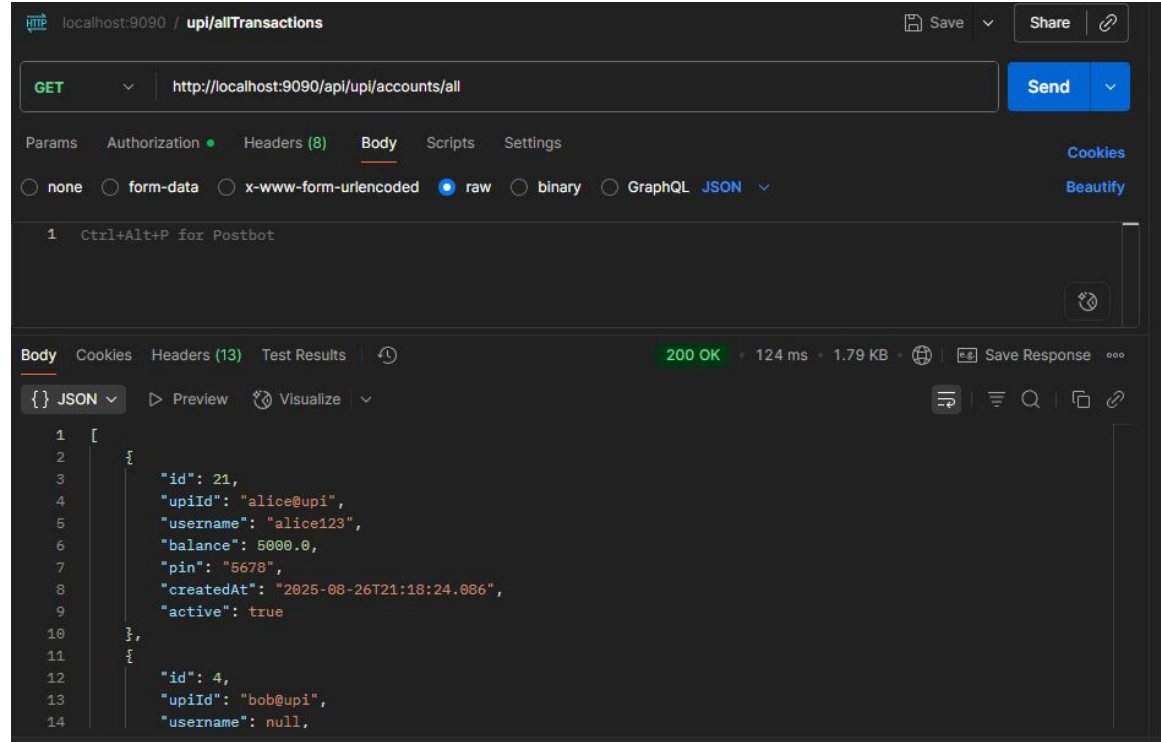 HTTP localhost:9090 / upi/allTransactions Save Share
GET http://localhost:9090/api/upi/accounts/all Send
Params Authorization Headers (8) Body Scripts Settings Cookies
none form-data x-www-form-urlencoded raw binary GraphQL JSON Beautify
1 Ctrl+Alt+P for Postbot
Body Cookies Headers (13) Test Results 200 OK 124 ms 1.79 KB e.g. Save Response
{} JSON Preview Visualize
1 [
2 {
3 "id": 21,
4 "upiId": "alice@upi",
5 "username": "alice123",
6 "balance": 5000.0,
7 "pin": "5678",
8 "createdAt": "2025-08-26T21:18:24.086",
9 "active": true
10 },
11 {
12 "id": 4,
13 "upiId": "bob@upi",
14 "username": null,